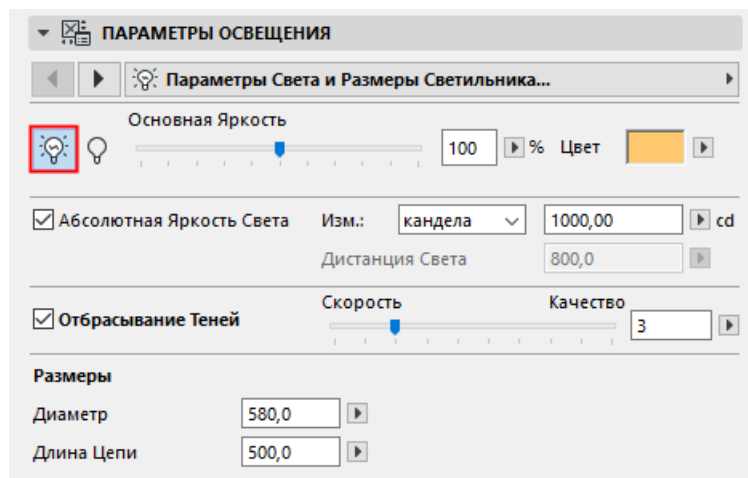 ПАРАМЕТРЫ ОСВЕЩЕНИЯ
Параметры Света и Размеры Светильника...
Основная Яркость
100 % Цвет
Абсолютная Яркость Света Изм.: кандела 1000,00 cd
Дистанция Света 800,0
Скорость Качество
Отбрасывание Теней 3
Размеры
Диаметр 580,0
Длина Цепи 500,0